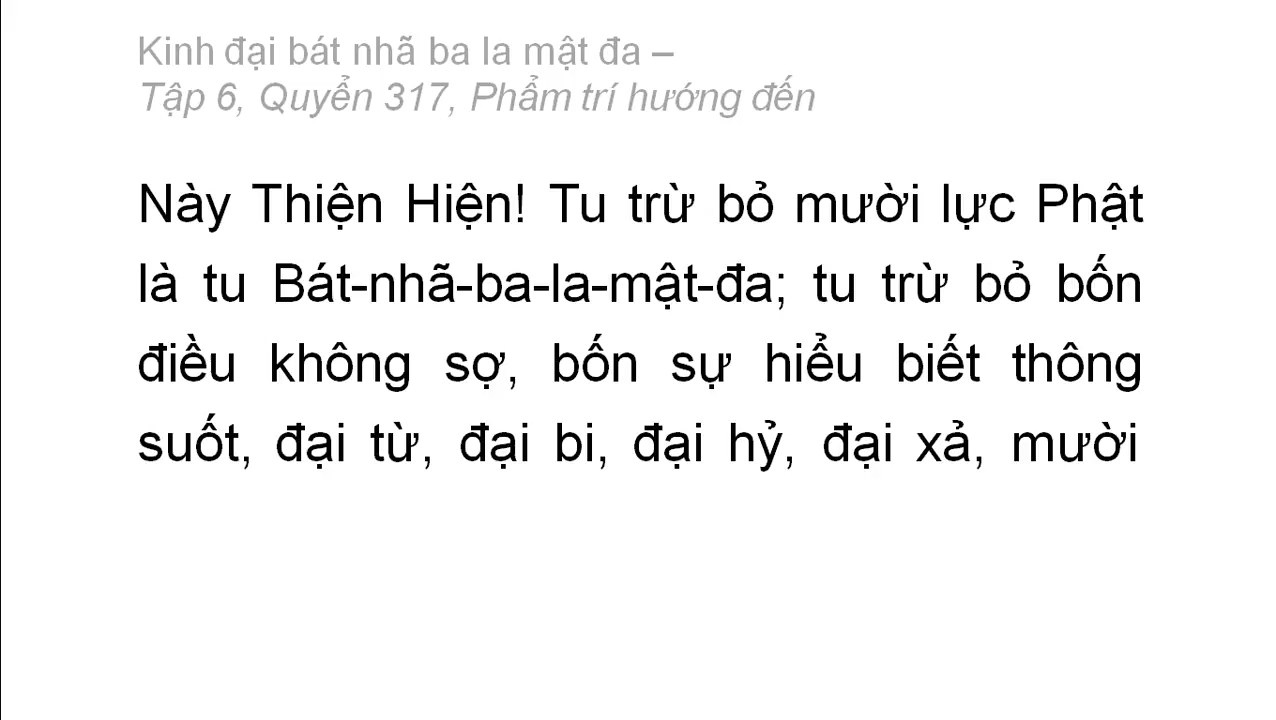 Kinh đại bát nhã ba la mật đa –
Tập 6, Quyển 317, Phẩm trí hướng đến
Này Thiện Hiện! Tu trừ bỏ mười lực Phật
là tu Bát-nhã-ba-la-mật-đa; tu trừ bỏ bốn
điều không sợ, bốn sự hiểu biết thông
suốt, đại từ, đại bi, đại hỷ, đại xả, mười